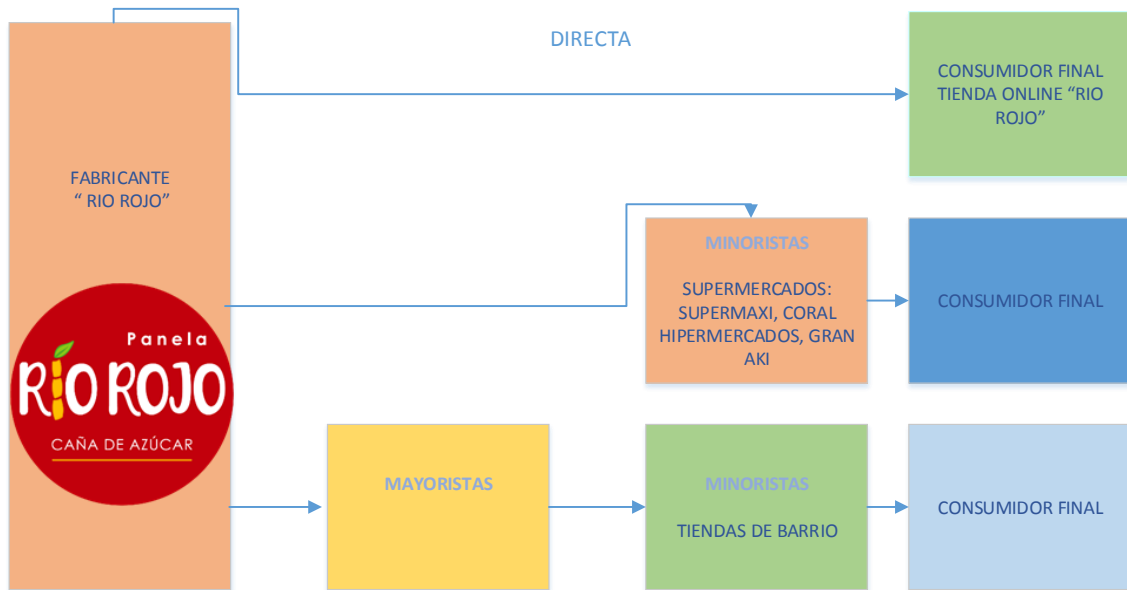 DIRECTA
CONSUMIDOR FINAL
TIENDA ONLINE “RIO
ROJO”
FABRICANTE
“ RIO ROJO”
MINORISTAS
SUPERMERCADOS:
SUPERMAXI, CORAL
HIPERMERCADOS, GRAN
AKI
CONSUMIDOR FINAL
Panela
RÍO ROJO
CAÑA DE AZÚCAR
MAYORISTAS
MINORISTAS
TIENDAS DE BARRIO
CONSUMIDOR FINAL